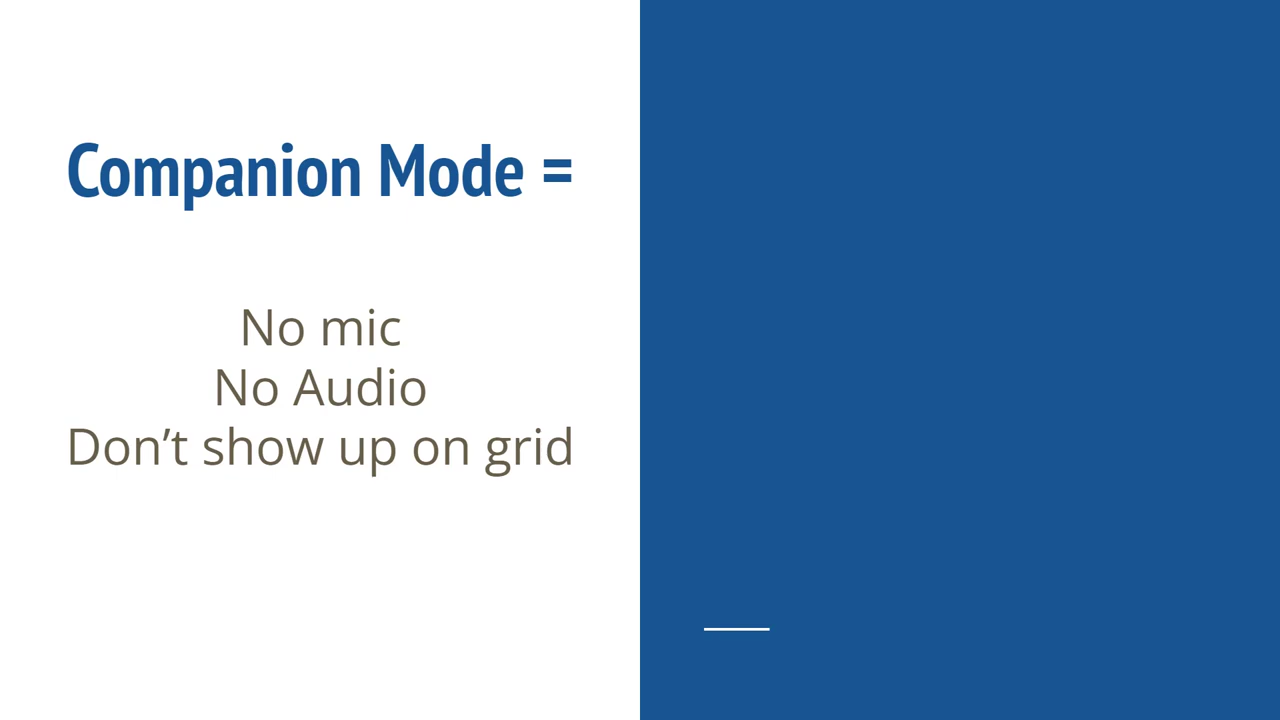 Companion Mode =
No mic
No Audio
Don’t show up on grid